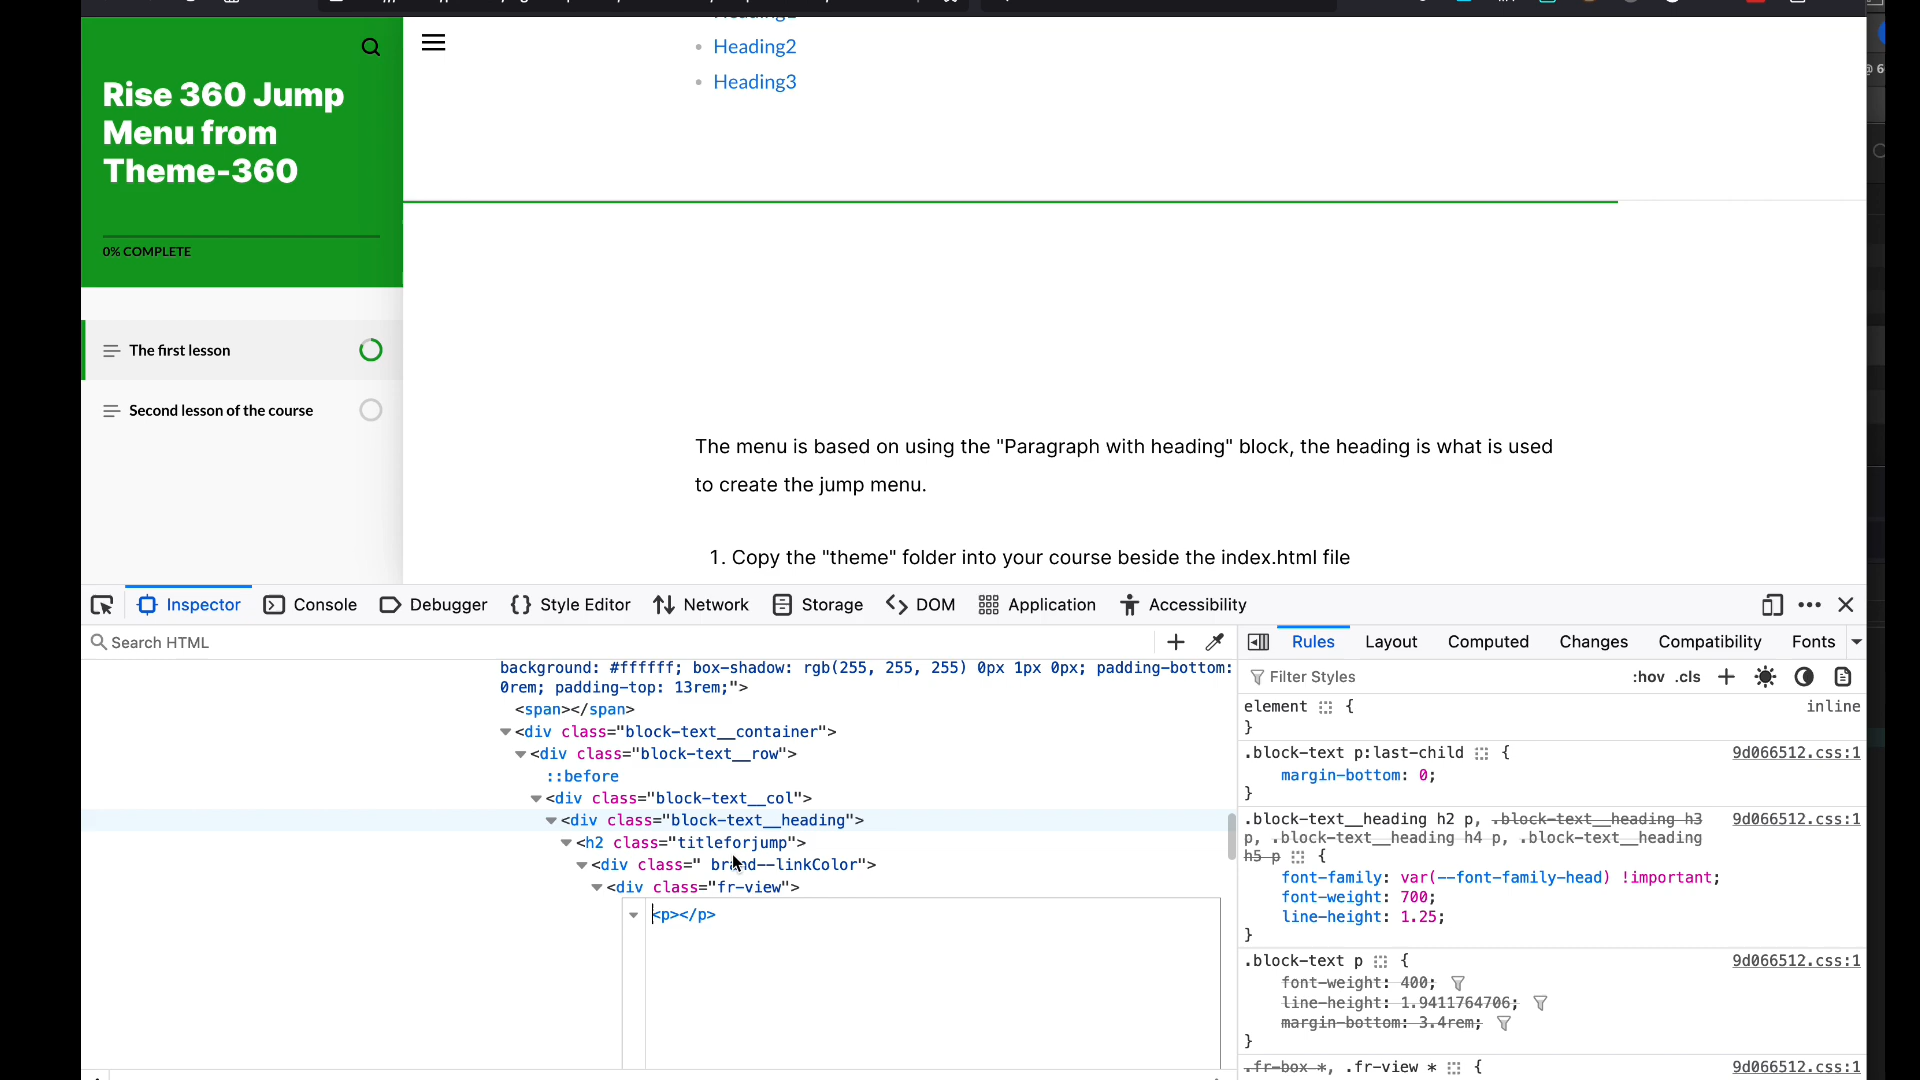 Heading2
Heading3
Rise 360 Jump
Menu from
Theme-360
0% COMPLETE
The first lesson
Second lesson of the course
The menu is based on using the "Paragraph with heading" block, the heading is what is used
to create the jump menu.
1. Copy the "theme" folder into your course beside the index.html file
Inspector
Console
Debugger
Style Editor
Network
Storage
DOM
Application
Accessibility
Search HTML
Rules
Layout
Computed
Changes
Compatibility
Fonts
Filter Styles
:hov .cls
background: #ffffff; box-shadow: rgb(255, 255, 255) 0px 1px 0px; padding-bottom:
0rem; padding-top: 13rem;">
<span></span>
<div class="block-text__container">
<div class="block-text__row">
::before
<div class="block-text__col">
<div class="block-text__heading">
<h2 class="titleforjump">
<div class=" brand--linkColor">
<div class="fr-view">
<p></p>
element { inline
}
.block-text p:last-child { 9d066512.css:1
margin-bottom: 0;
}
.block-text__heading h2 p, .block-text__heading h3 9d066512.css:1
p, .block-text__heading h4 p, .block-text__heading
h5 p {
font-family: var(--font-family-head) !important;
font-weight: 700;
line-height: 1.25;
}
.block-text p { 9d066512.css:1
font-weight: 400;
line-height: 1.9411764706;
margin-bottom: 3.4rem;
}
.fr-box *, .fr-view * { 9d066512.css:1